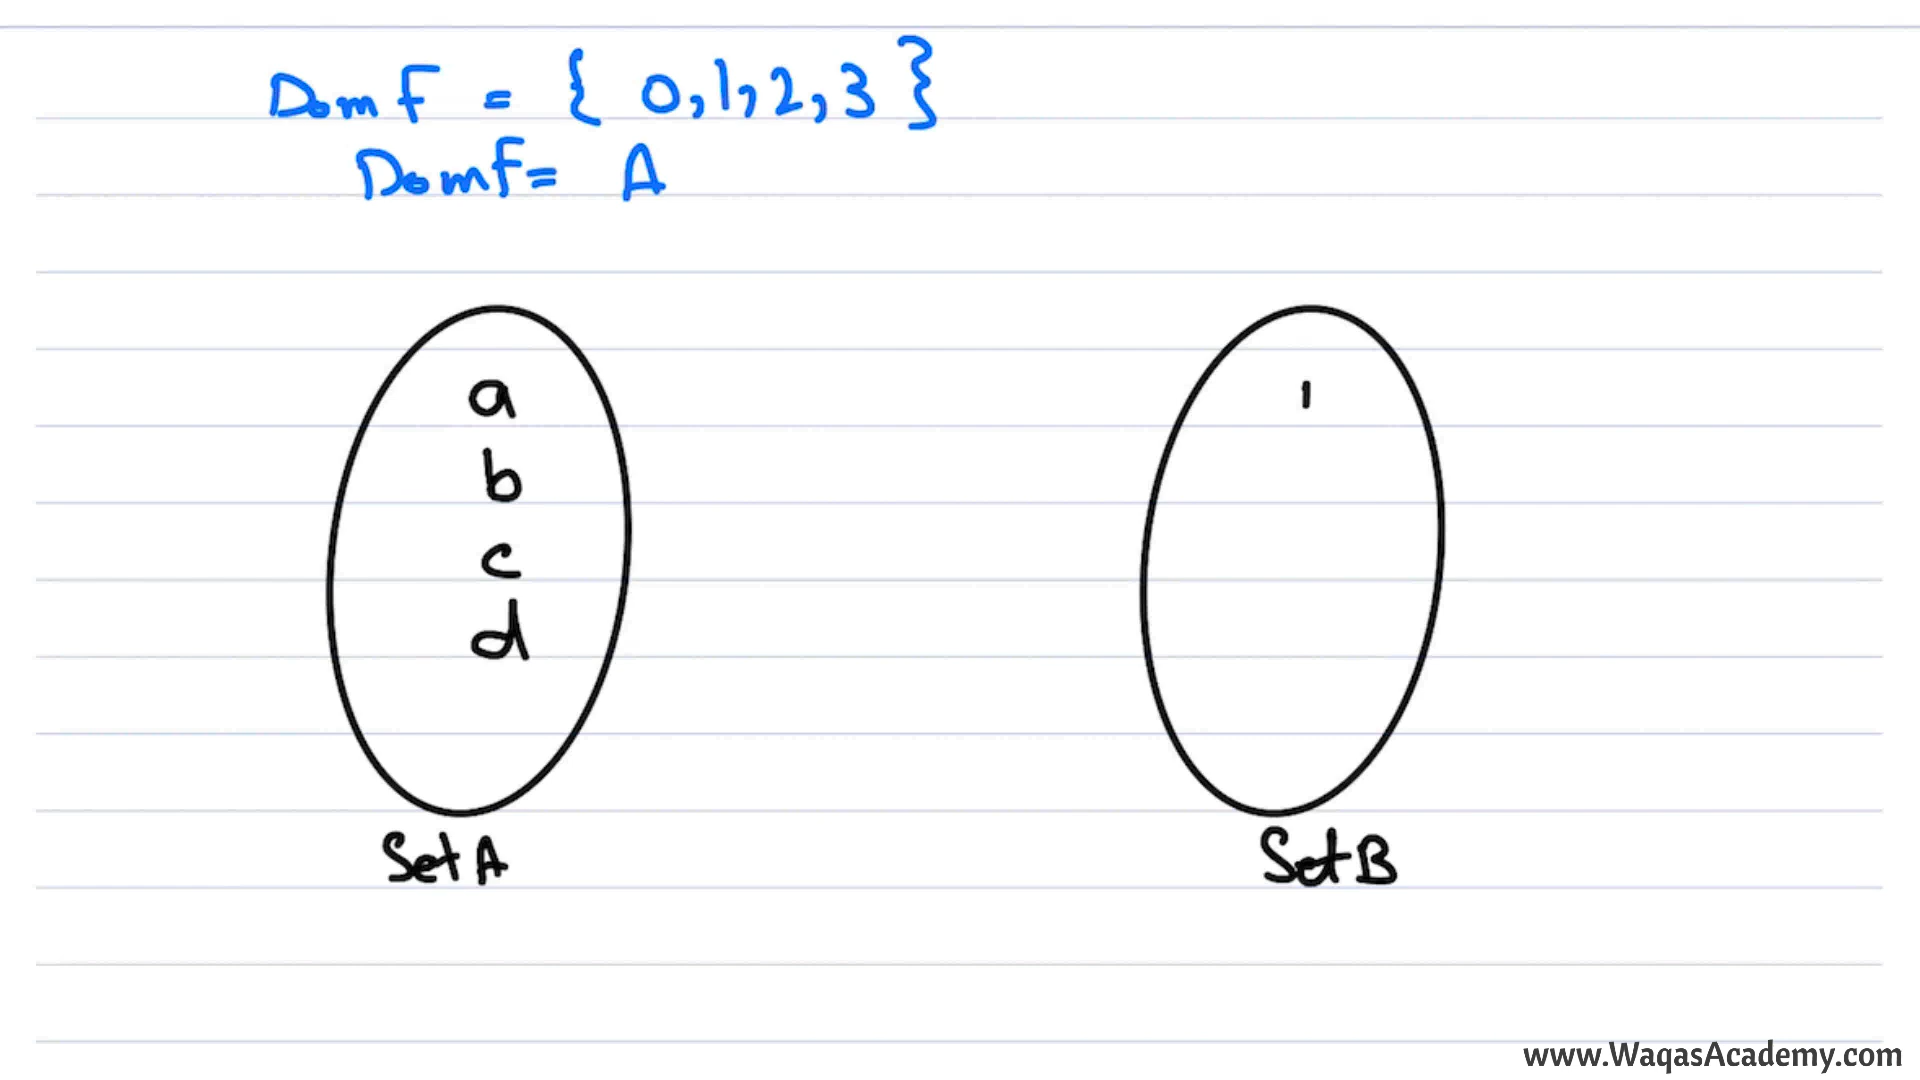 Dom f = { 0, 1, 2, 3 }
Dom f = A
a
b
c
d
1
Set A
Set B
www.WaqasAcademy.com